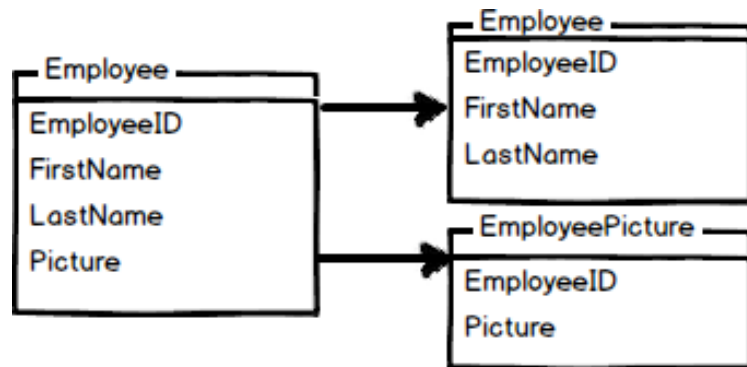 Employee
EmployeeID
FirstName
LastName
Picture
Employee
EmployeeID
FirstName
LastName
EmployeePicture
EmployeeID
Picture